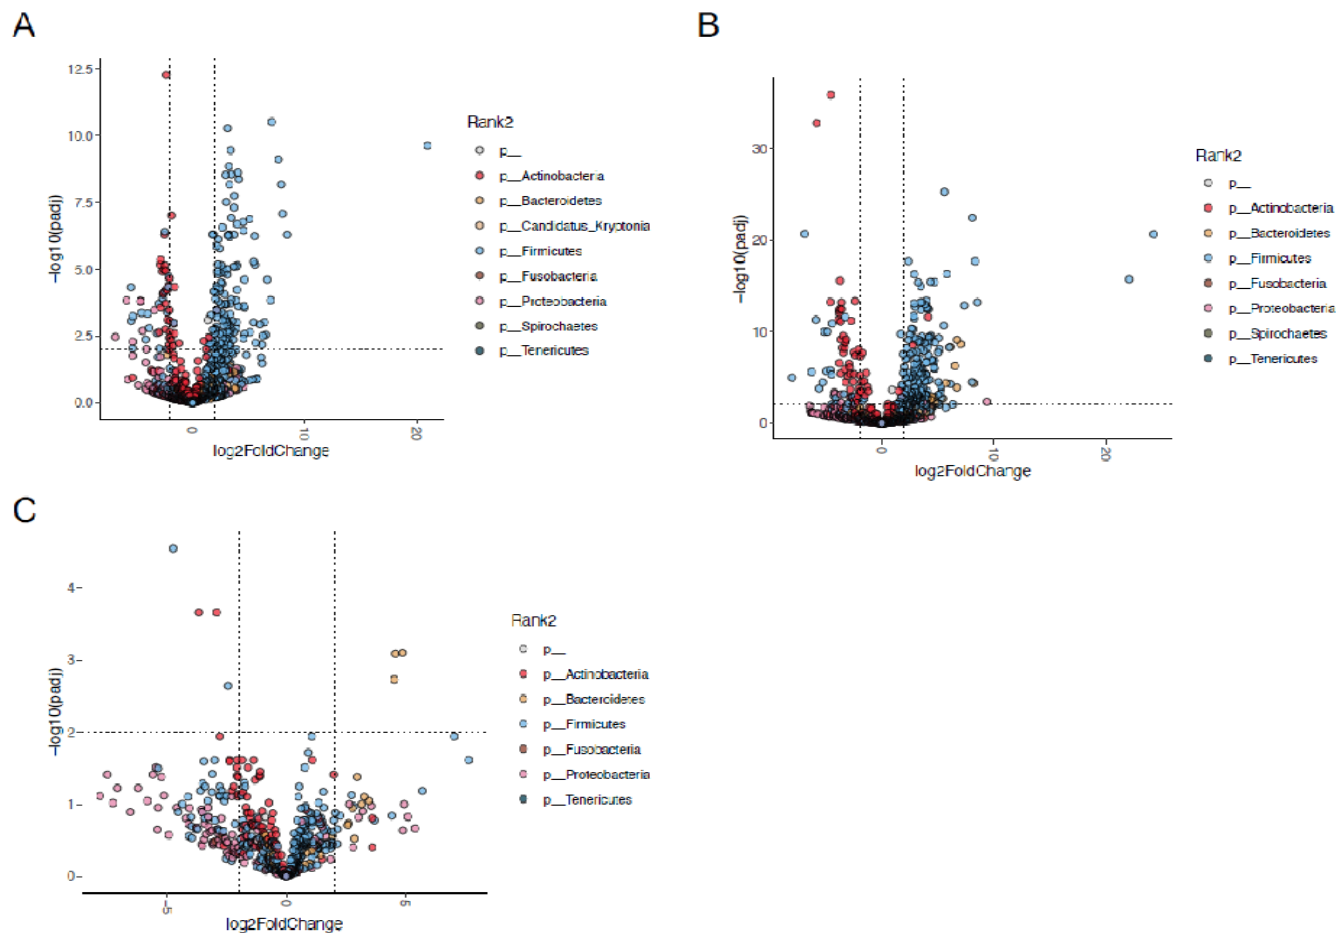 A
12.5
10.0
7.5
5.0
2.5
0.0
−log10(padj)
0
10
20
log2FoldChange
Rank2
p__
p__Actinobacteria
p__Bacteroidetes
p__Candidatus_Kryptonia
p__Firmicutes
p__Fusobacteria
p__Proteobacteria
p__Spirochaetes
p__Tenericutes
B
30
20
10
0
−log10(padj)
0
10
20
log2FoldChange
Rank2
p__
p__Actinobacteria
p__Bacteroidetes
p__Firmicutes
p__Fusobacteria
p__Proteobacteria
p__Spirochaetes
p__Tenericutes
C
4
3
2
1
0
−log10(padj)
−5
0
5
log2FoldChange
Rank2
p__
p__Actinobacteria
p__Bacteroidetes
p__Firmicutes
p__Fusobacteria
p__Proteobacteria
p__Tenericutes